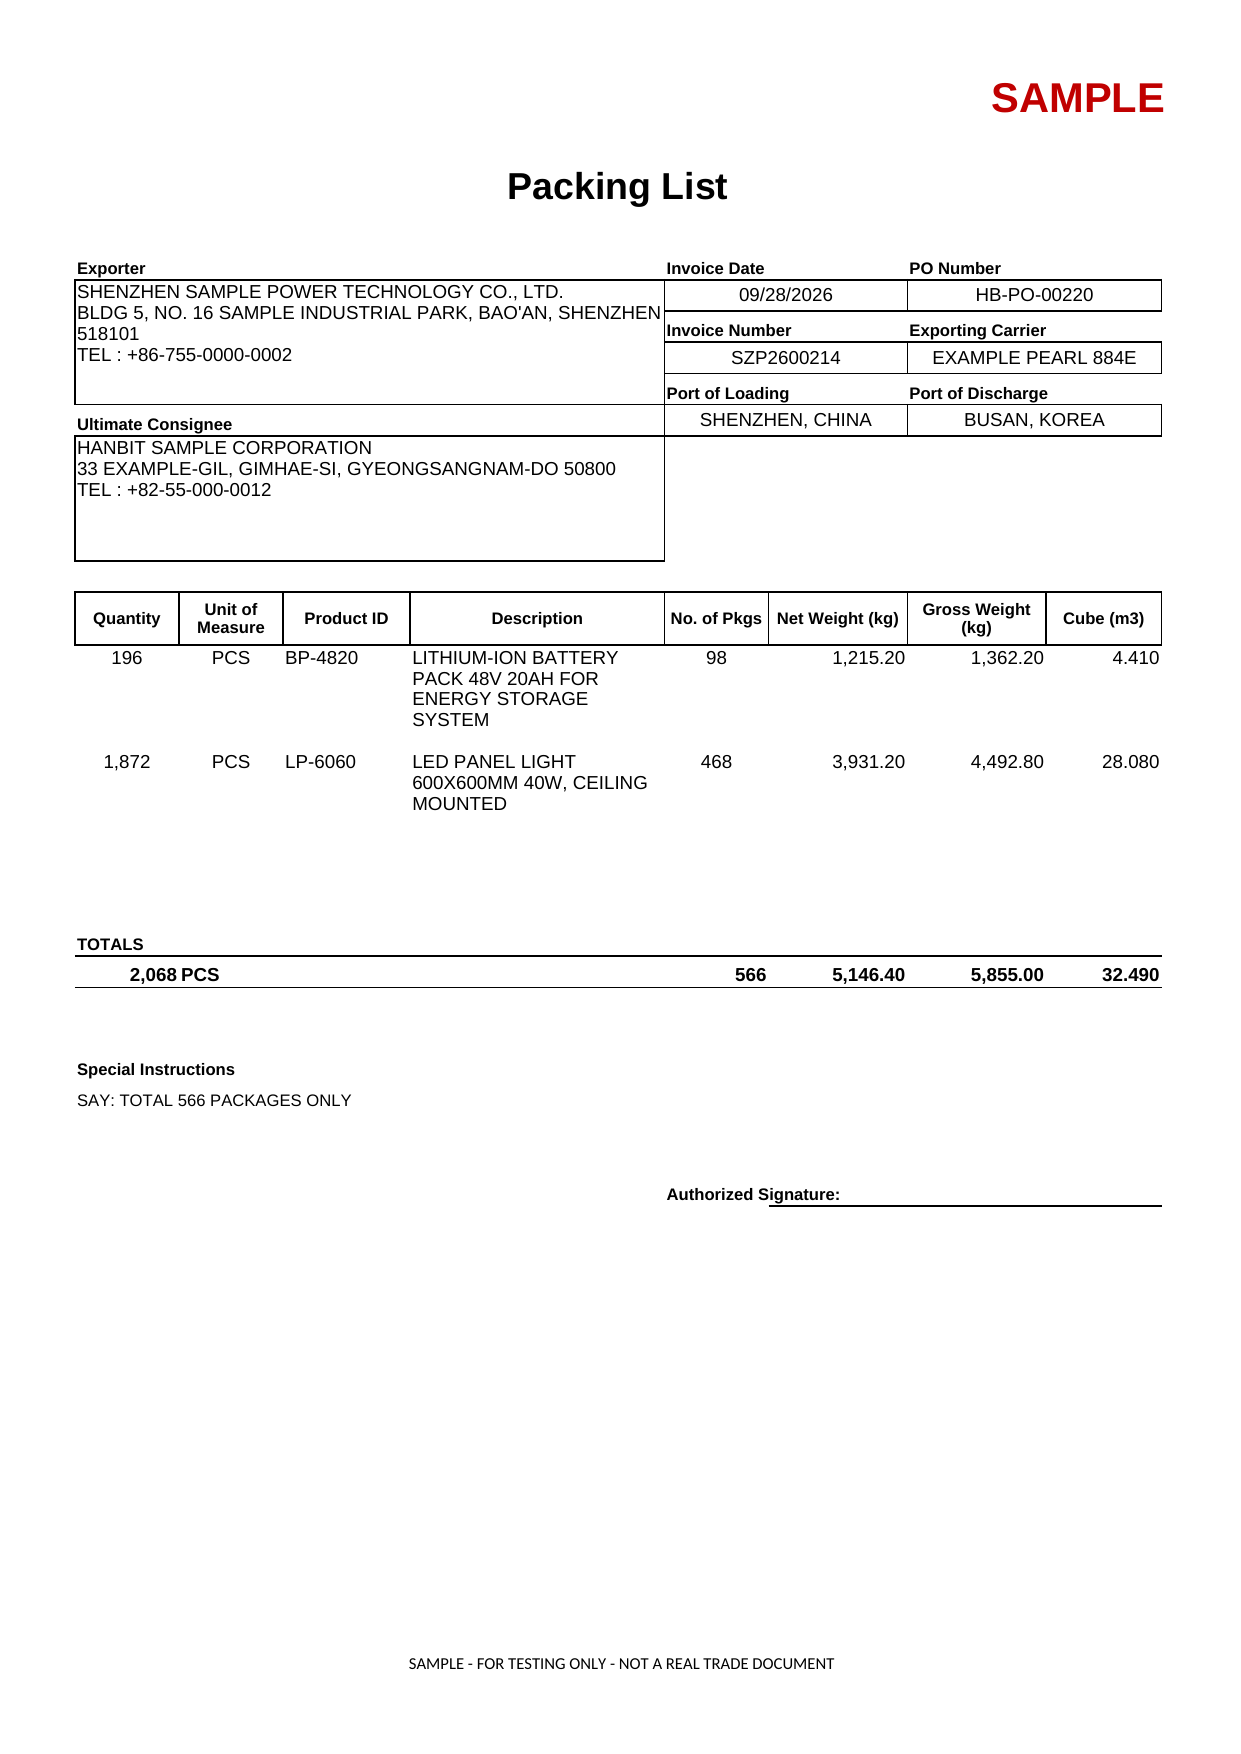 SAMPLE
Packing List
Exporter
SHENZHEN SAMPLE POWER TECHNOLOGY CO., LTD.
BLDG 5, NO. 16 SAMPLE INDUSTRIAL PARK, BAO'AN, SHENZHEN
518101
TEL : +86-755-0000-0002
Invoice Date PO Number
09/28/2026 HB-PO-00220
Invoice Number Exporting Carrier
SZP2600214 EXAMPLE PEARL 884E
Port of Loading Port of Discharge
SHENZHEN, CHINA BUSAN, KOREA
Ultimate Consignee
HANBIT SAMPLE CORPORATION
33 EXAMPLE-GIL, GIMHAE-SI, GYEONGSANGNAM-DO 50800
TEL : +82-55-000-0012
Quantity Unit of Measure Product ID Description No. of Pkgs Net Weight (kg) Gross Weight (kg) Cube (m3)
196 PCS BP-4820 LITHIUM-ION BATTERY 98 1,215.20 1,362.20 4.410
PACK 48V 20AH FOR
ENERGY STORAGE
SYSTEM
1,872 PCS LP-6060 LED PANEL LIGHT 468 3,931.20 4,492.80 28.080
600X600MM 40W, CEILING
MOUNTED
TOTALS
2,068 PCS 566 5,146.40 5,855.00 32.490
Special Instructions
SAY: TOTAL 566 PACKAGES ONLY
Authorized Signature:
SAMPLE - FOR TESTING ONLY - NOT A REAL TRADE DOCUMENT